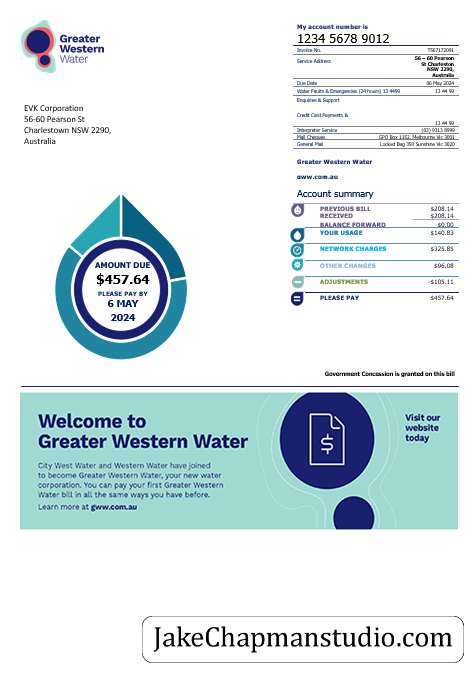 Greater
Western
Water
My account number is
1234 5678 9012
Invoice No. T567172091
Service Address 56 – 60 Pearson
St Charleston
NSW 2290,
Australia
Due Date 06 May 2024
Water Faults & Emergencies (24 hours) 13 4499 13 44 99
Enquiries & Support
Credit Card Payments &
13 44 99
Interpreter Service (03) 9313 8999
Mail Cheques GPO Box 1152, Melbourne Vic 3001
General Mail Locked Bag 350 Sunshine Vic 3020
EVK Corporation
56-60 Pearson St
Charlestown NSW 2290,
Australia
Greater Western Water
gww.com.au
Account summary
PREVIOUS BILL $208.14
RECEIVED $208.14
BALANCE FORWARD $0.00
YOUR USAGE $140.83
NETWORK CHARGES $325.85
OTHER CHANGES $96.08
ADJUSTMENTS -$105.11
PLEASE PAY $457.64
AMOUNT DUE
$457.64
PLEASE PAY BY
6 MAY
2024
Government Concession is granted on this bill
Welcome to
Greater Western Water
City West Water and Western Water have joined
to become Greater Western Water, your new water
corporation. You can pay your first Greater Western
Water bill in all the same ways you have before.
Learn more at gww.com.au
$
Visit our
website
today
JakeChapmanstudio.com